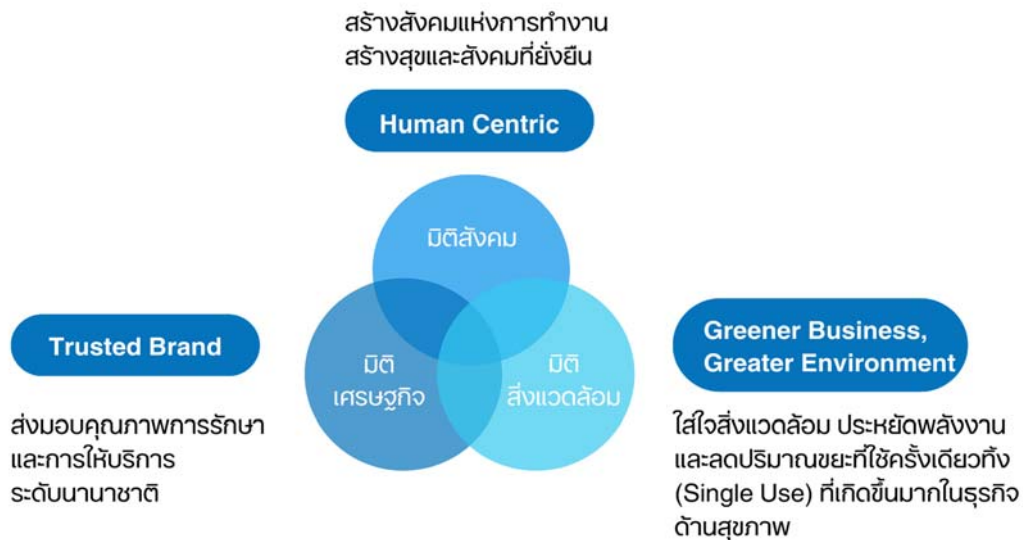 สร้างสังคมแห่งการทำงาน
สร้างสุขและสังคมที่ยั่งยืน
Human Centric
มิติสังคม
Trusted Brand
ส่งมอบคุณภาพการรักษา
และการให้บริการ
ระดับนานาชาติ
มิติ
เศรษฐกิจ
มิติ
สิ่งแวดล้อม
Greener Business,
Greater Environment
ใส่ใจสิ่งแวดล้อม ประหยัดพลังงาน
และลดปริมาณขยะที่ใช้ครั้งเดียวทิ้ง
(Single Use) ที่เกิดขึ้นมากในธุรกิจ
ด้านสุขภาพ